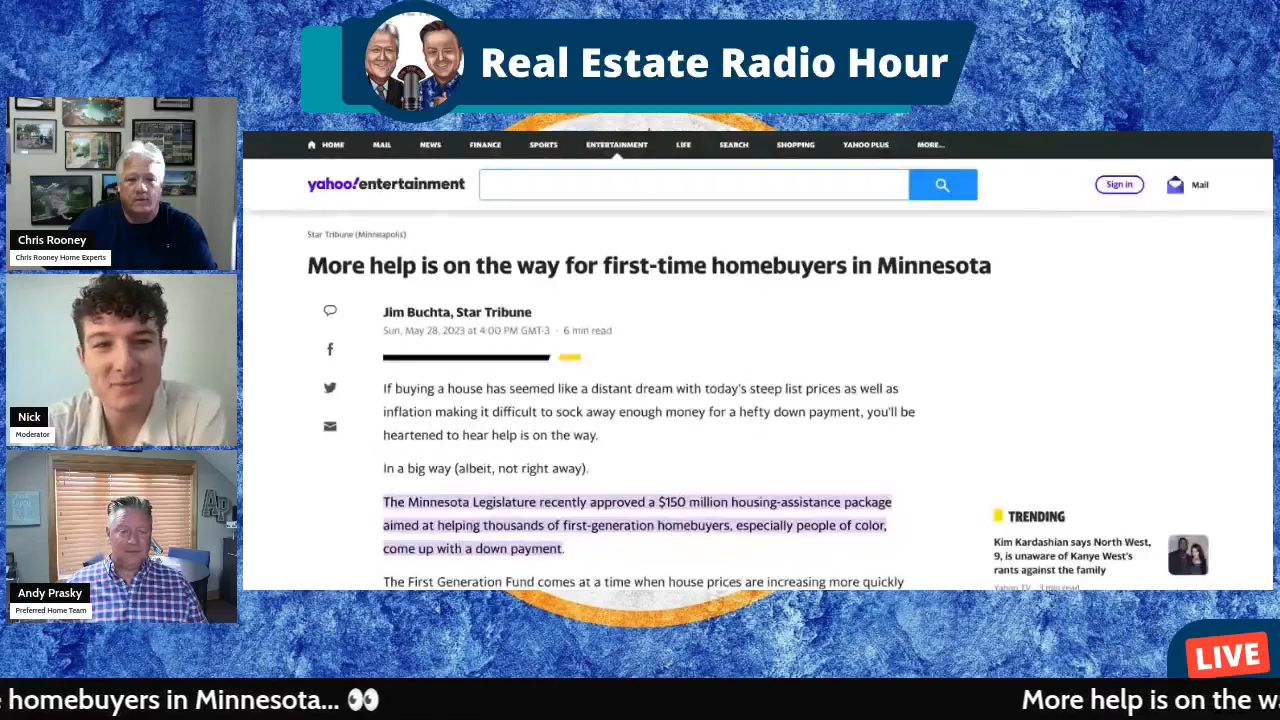 Real Estate Radio Hour
Chris Rooney
Chris Rooney Home Experts
Nick
Moderator
Andy Prasky
Preferred Home Team
HOME MAIL NEWS FINANCE SPORTS ENTERTAINMENT LIFE SEARCH SHOPPING YAHOO PLUS MORE...
yahoo!entertainment
Sign in
Mail
Star Tribune (Minneapolis)
More help is on the way for first-time homebuyers in Minnesota
Jim Buchta, Star Tribune
Sun, May 28, 2023 at 4:00 PM GMT-3 · 6 min read
If buying a house has seemed like a distant dream with today's steep list prices as well as
inflation making it difficult to sock away enough money for a hefty down payment, you'll be
heartened to hear help is on the way.
In a big way (albeit, not right away).
The Minnesota Legislature recently approved a $150 million housing-assistance package
aimed at helping thousands of first-generation homebuyers, especially people of color,
come up with a down payment.
The First Generation Fund comes at a time when house prices are increasing more quickly
TRENDING
Kim Kardashian says North West,
9, is unaware of Kanye West's
rants against the family
Yahoo TV · 3 min read
LIVE
homebuyers in Minnesota... 👀
More help is on the wa